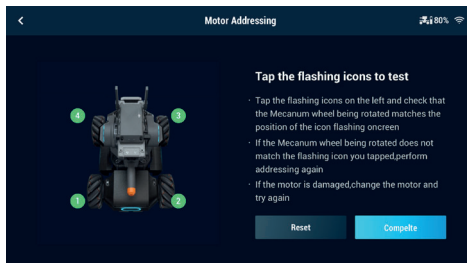 Motor Addressing
80%
Tap the flashing icons to test
· Tap the flashing icons on the left and check that
the Mecanum wheel being rotated matches the
position of the icon flashing oncreen
· If the Mecanum wheel being rotated does not
match the flashing icon you tapped,perform
addressing again
· If the motor is damaged,change the motor and
try again
4
3
1
2
Reset
Compelte